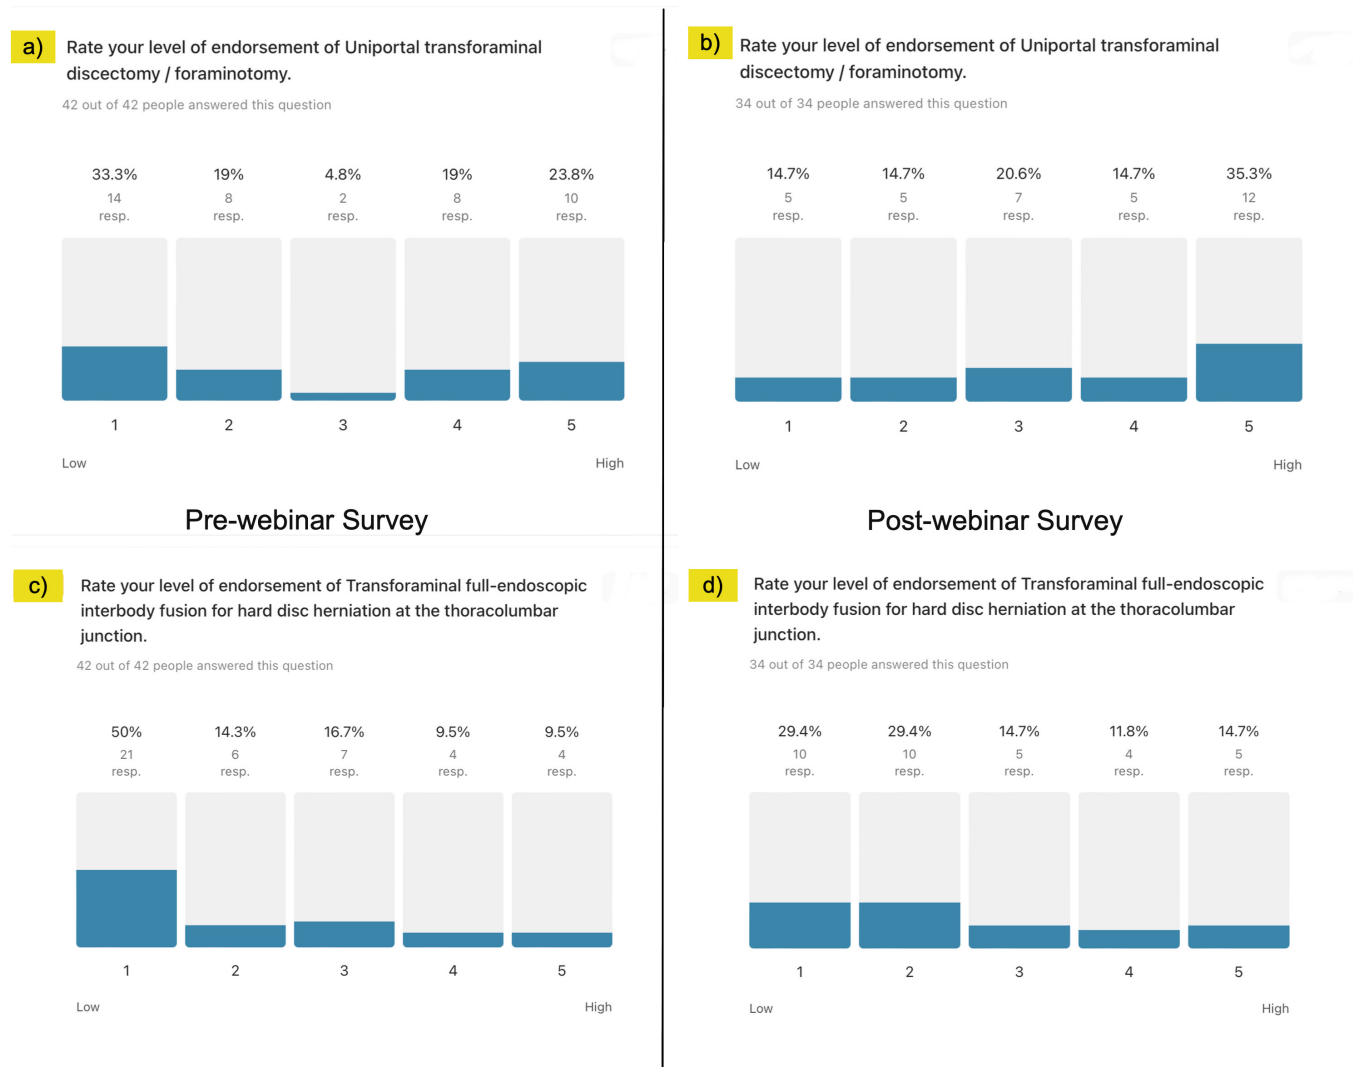 a)
Rate your level of endorsement of Uniportal transforaminal
discectomy / foraminotomy.
42 out of 42 people answered this question
33.3% 19% 4.8% 19% 23.8%
14 8 2 8 10
resp. resp. resp. resp. resp.
1 2 3 4 5
Low High
b)
Rate your level of endorsement of Uniportal transforaminal
discectomy / foraminotomy.
34 out of 34 people answered this question
14.7% 14.7% 20.6% 14.7% 35.3%
5 5 7 5 12
resp. resp. resp. resp. resp.
1 2 3 4 5
Low High
Pre-webinar Survey
Post-webinar Survey
c)
Rate your level of endorsement of Transforaminal full-endoscopic
interbody fusion for hard disc herniation at the thoracolumbar
junction.
42 out of 42 people answered this question
50% 14.3% 16.7% 9.5% 9.5%
21 6 7 4 4
resp. resp. resp. resp. resp.
1 2 3 4 5
Low High
d)
Rate your level of endorsement of Transforaminal full-endoscopic
interbody fusion for hard disc herniation at the thoracolumbar
junction.
34 out of 34 people answered this question
29.4% 29.4% 14.7% 11.8% 14.7%
10 10 5 4 5
resp. resp. resp. resp. resp.
1 2 3 4 5
Low High